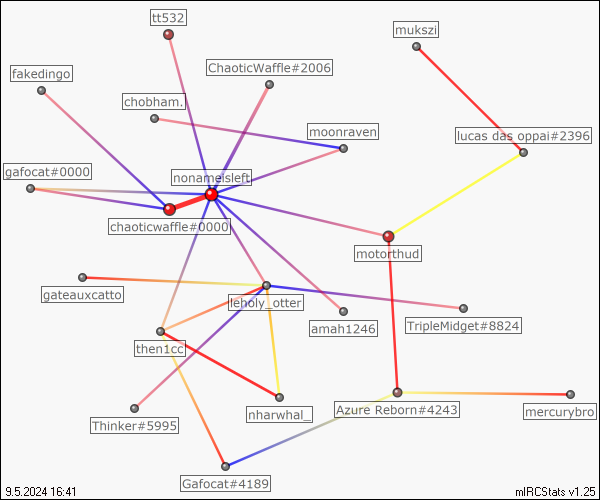 tt532
mukszi
fakedingo
ChaoticWaffle#2006
chobham.
moonraven
lucas das oppai#2396
gafocat#0000
nonameisleft
chaoticwaffle#0000
motorthud
gateauxcatto
leholy_otter
amah1246
TripleMidget#8824
then1cc
Thinker#5995
nharwhal_
Azure Reborn#4243
mercurybro
Gafocat#4189
9.5.2024 16:41
mIRCStats v1.25